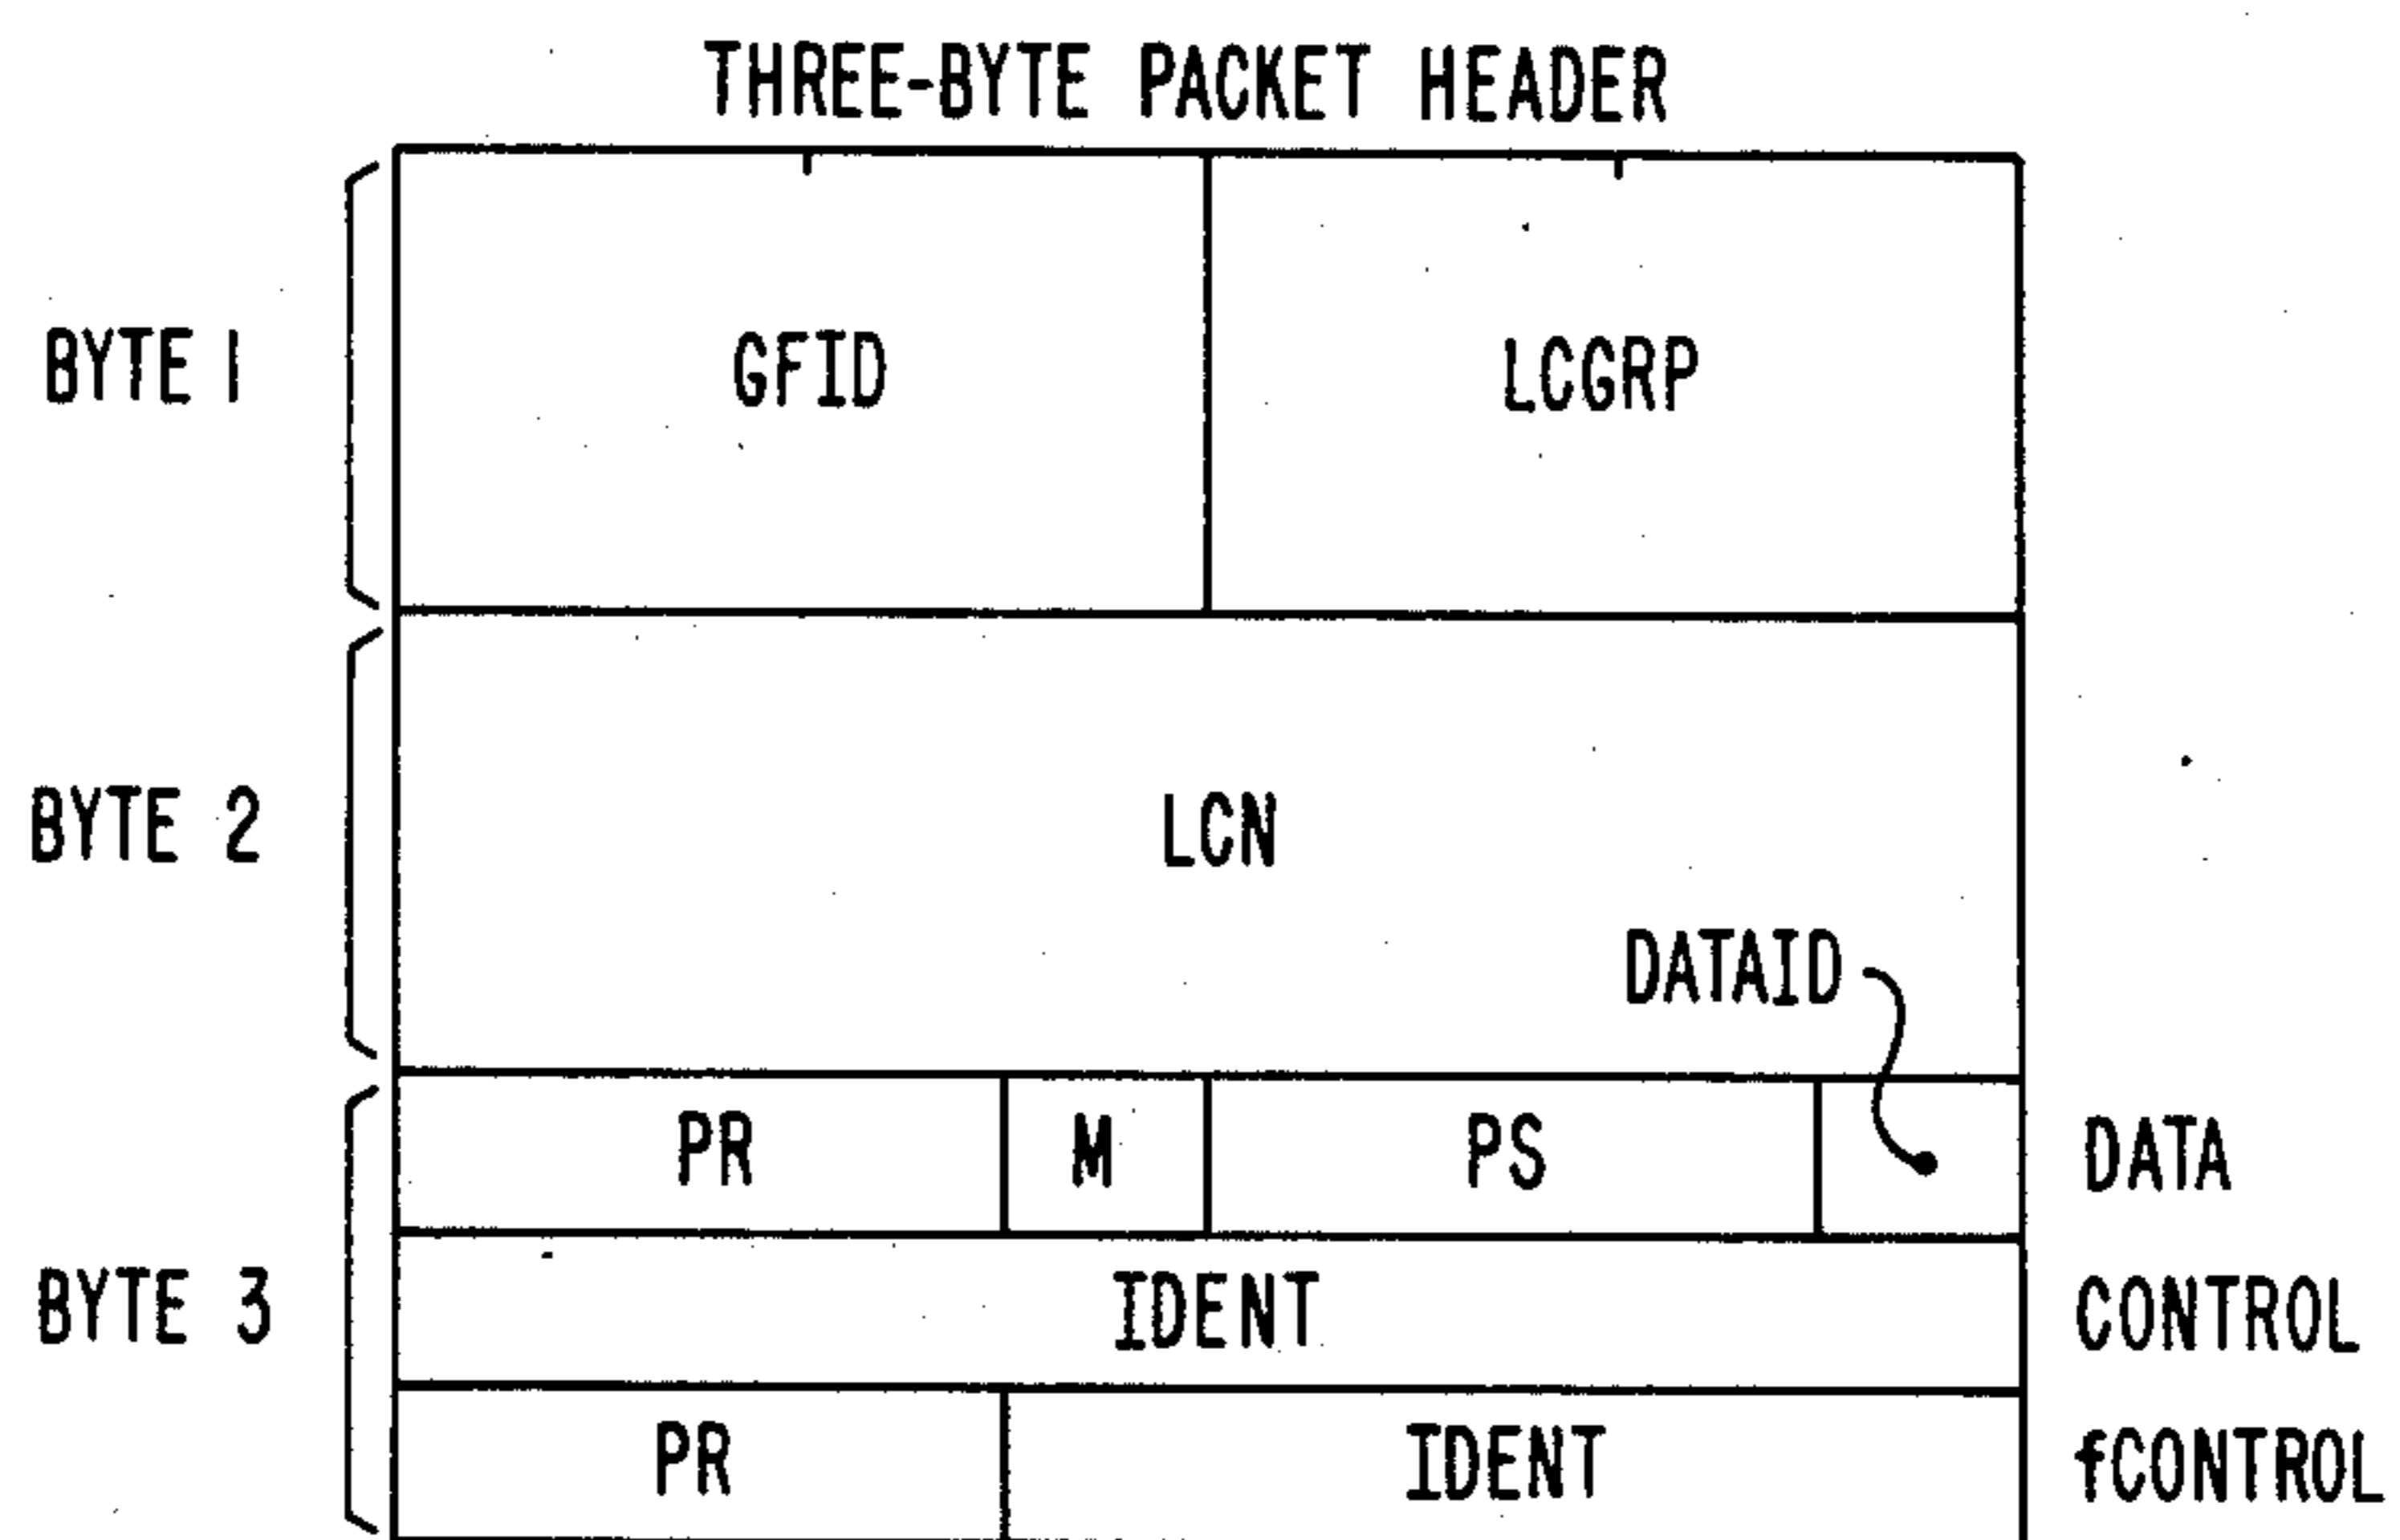 THREE-BYTE PACKET HEADER
BYTE 1
GFID
LCGRP
BYTE 2
LCN
DATAID
BYTE 3
PR
M
PS
DATA
IDENT
CONTROL
PR
IDENT
fCONTROL